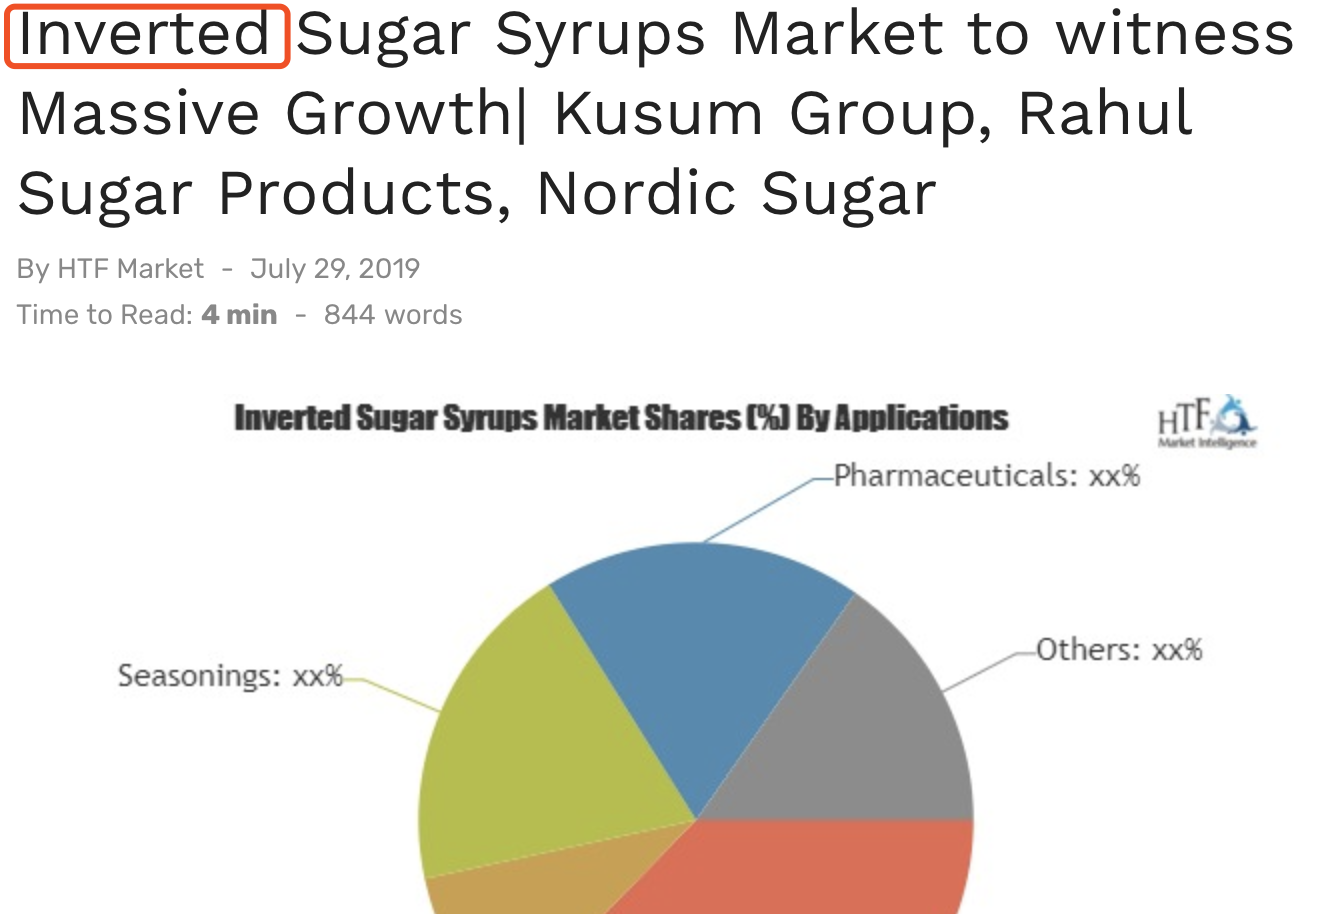 Inverted Sugar Syrups Market to witness
Massive Growth| Kusum Group, Rahul
Sugar Products, Nordic Sugar
By HTF Market - July 29, 2019
Time to Read: 4 min - 844 words
Inverted Sugar Syrups Market Shares (%) By Applications
HTF
Market Intelligence
Pharmaceuticals: xx%
Others: xx%
Seasonings: xx%